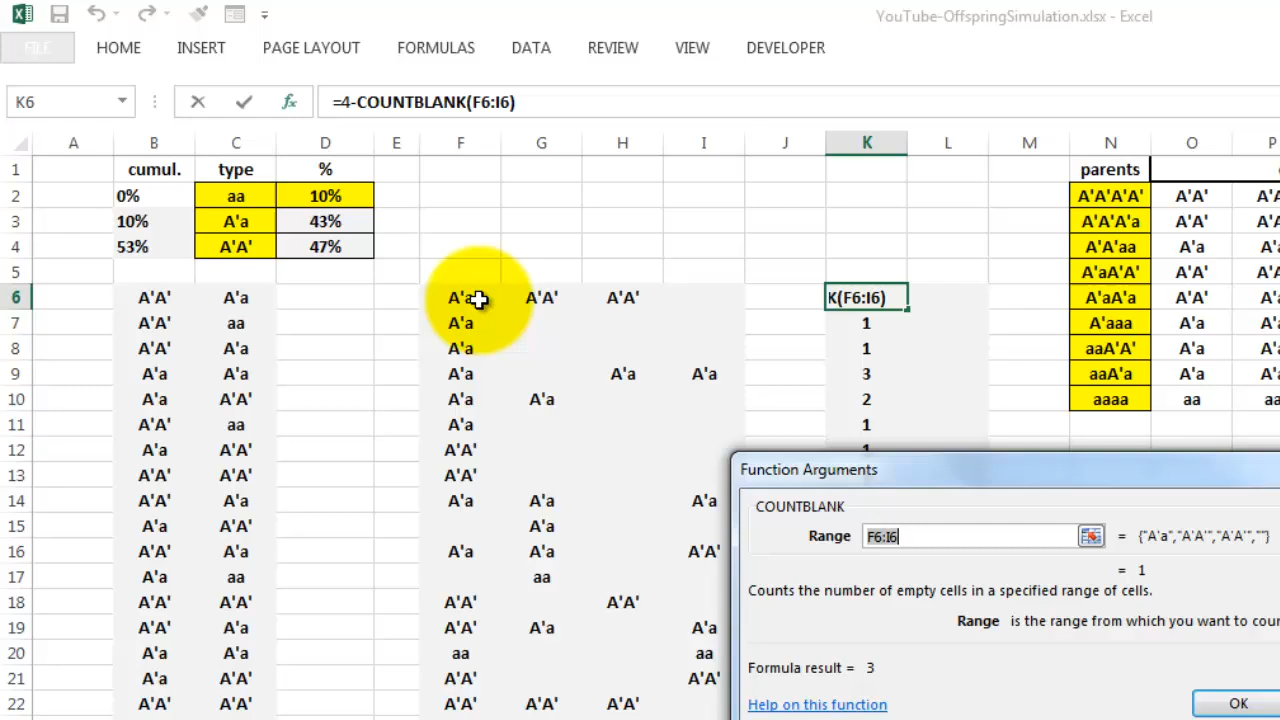 YouTube-OffspringSimulation.xlsx - Excel
FILE HOME INSERT PAGE LAYOUT FORMULAS DATA REVIEW VIEW DEVELOPER
K6 fx =4-COUNTBLANK(F6:I6)
A B C D E F G H I J K L M N O P
1 cumul. type % parents
2 0% aa 10% A'A'A'A' A'A'
3 10% A'a 43% A'A'A'a A'A'
4 53% A'A' 47% A'A'aa A'a A'a
5 A'aA'A' A'A'
6 A'A' A'a A'a A'A' A'A' K(F6:I6) A'aA'a A'A'
7 A'A' aa A'a 1 A'aaa A'a
8 A'A' A'a A'a 1 aaA'A' A'a
9 A'a A'a A'a A'a A'a 3 aaA'a A'a
10 A'a A'A' A'a A'a 2 aaaa aa aa
11 A'A' aa A'a 1
12 A'a A'A' A'A' 1
13 A'A' A'A' A'A'
14 A'A' A'a A'a A'a A'a
15 A'a A'A' A'a
16 A'A' A'a A'a A'a A'A'
17 A'a aa aa
18 A'A' A'A' A'A' A'A'
19 A'A' A'a A'A' A'a A'a
20 A'a A'a aa aa
21 A'a A'A' A'A' A'A'
22 A'A' A'A' A'A' A'A' A'A'
Function Arguments
COUNTBLANK
Range F6:I6 = {"A'a","A'A'","A'A'",""}
= 1
Counts the number of empty cells in a specified range of cells.
Range is the range from which you want to
Formula result = 3
Help on this function
OK